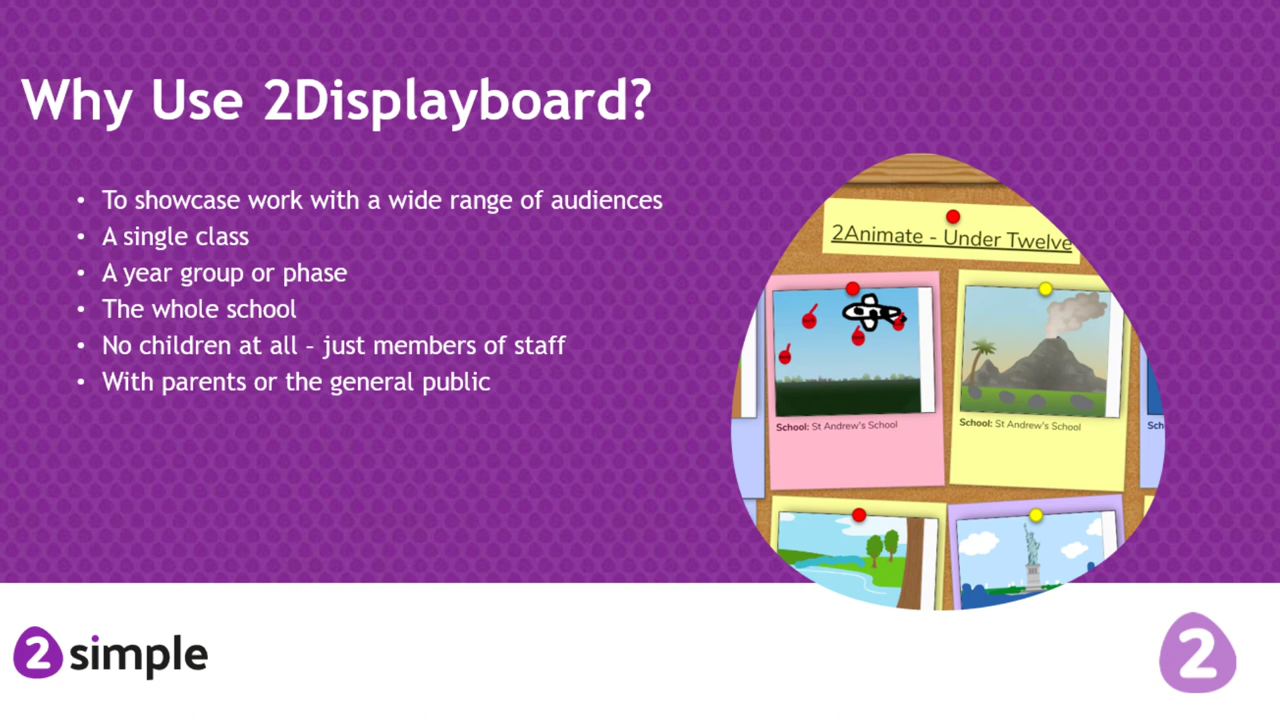 Why Use 2Displayboard?
• To showcase work with a wide range of audiences
• A single class
• A year group or phase
• The whole school
• No children at all – just members of staff
• With parents or the general public
2Animate - Under Twelve
School: St Andrew's School
School: St Andrew's School
Sch
2simple
2